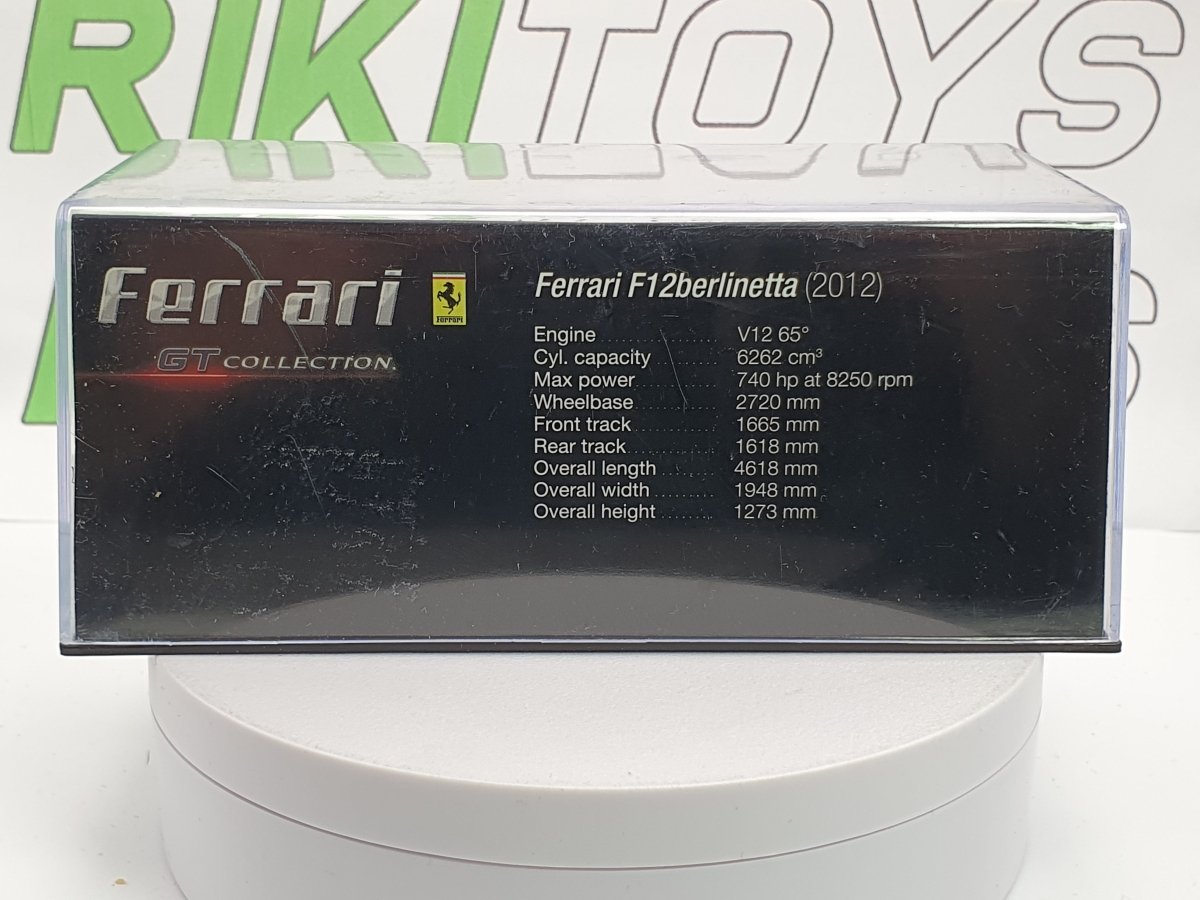 RIKITOYS
Ferrari
Ferrari
GT COLLECTION
Ferrari F12berlinetta (2012)
Engine ........ V12 65°
Cyl. capacity ........ 6262 cm³
Max power ........ 740 hp at 8250 rpm
Wheelbase ........ 2720 mm
Front track ........ 1665 mm
Rear track ........ 1618 mm
Overall length ........ 4618 mm
Overall width ........ 1948 mm
Overall height ........ 1273 mm